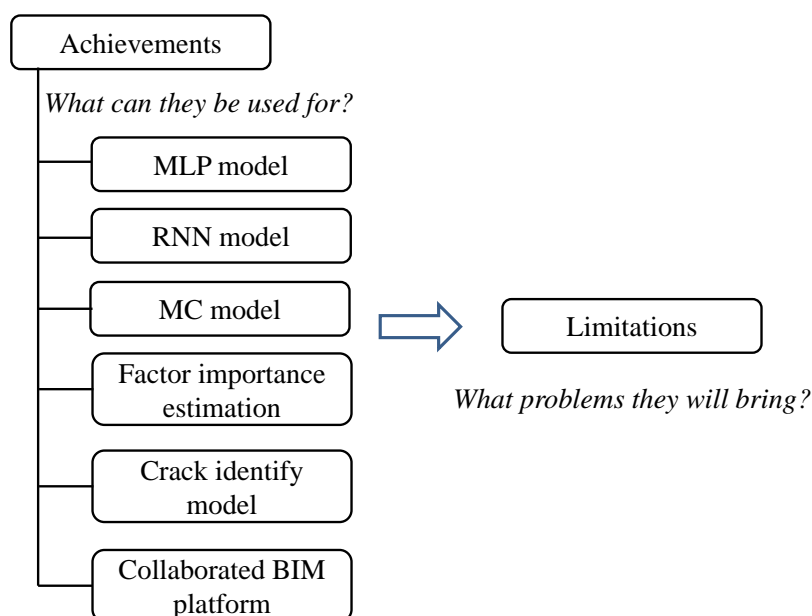 Achievements
What can they be used for?
MLP model
RNN model
MC model
Factor importance
estimation
Crack identify
model
Collaborated BIM
platform
Limitations
What problems they will bring?